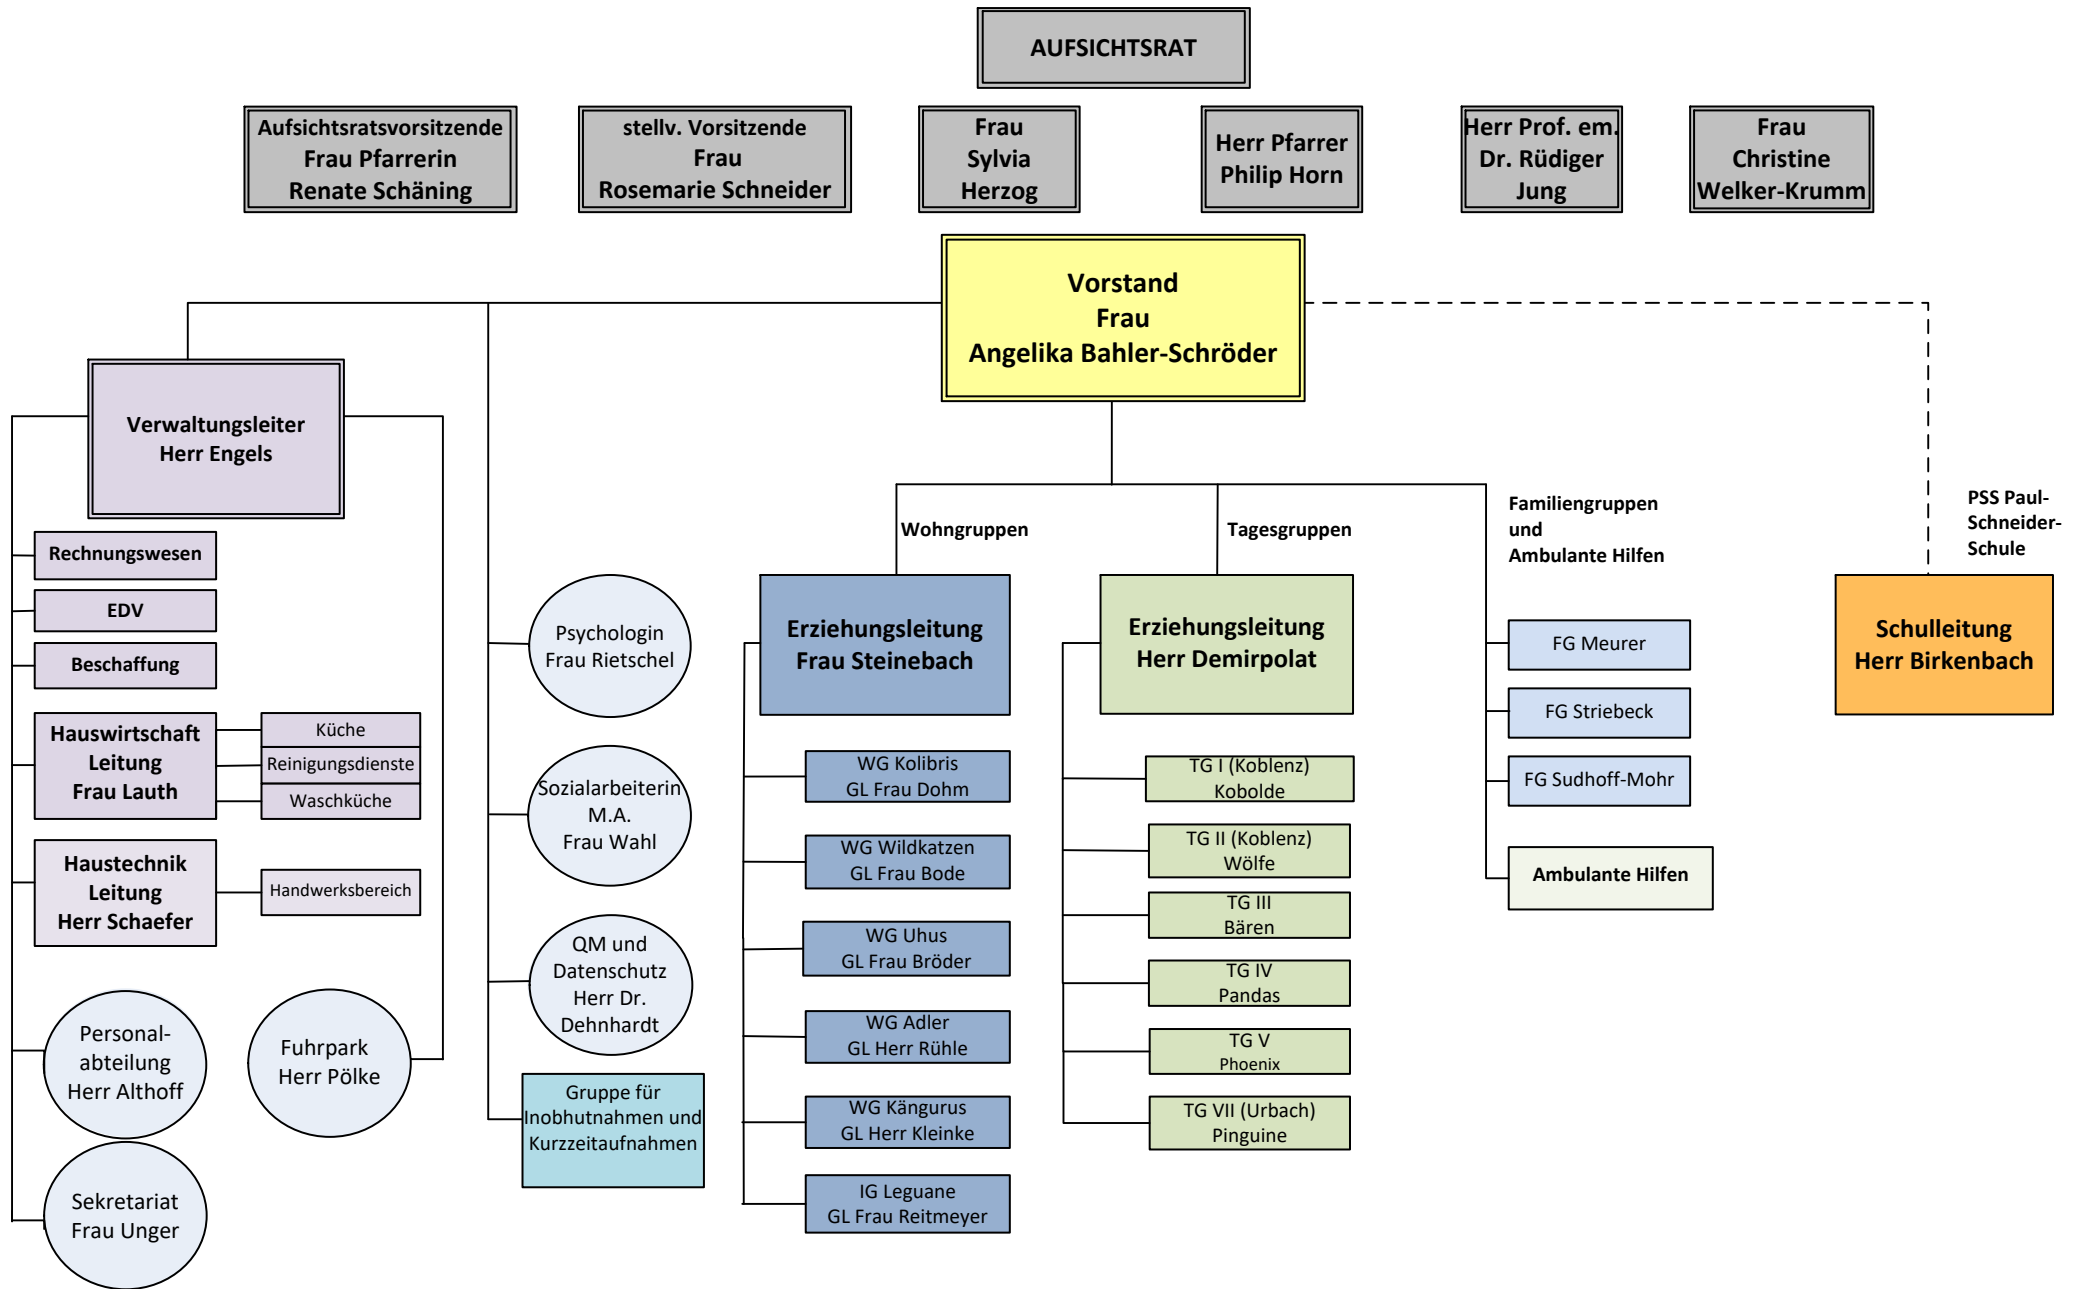 AUFSICHTSRAT
Aufsichtsratsvorsitzende
Frau Pfarrerin
Renate Schäning
stellv. Vorsitzende
Frau
Rosemarie Schneider
Frau
Sylvia
Herzog
Herr Pfarrer
Philip Horn
Herr Prof. em.
Dr. Rüdiger
Jung
Frau
Christine
Welker-Krumm
Vorstand
Frau
Angelika Bahler-Schröder
Verwaltungsleiter
Herr Engels
Rechnungswesen
EDV
Beschaffung
Hauswirtschaft
Leitung
Frau Lauth
Küche
Reinigungsdienste
Waschküche
Haustechnik
Leitung
Herr Schaefer
Handwerksbereich
Personal-
abteilung
Herr Althoff
Fuhrpark
Herr Pölke
Sekretariat
Frau Unger
Psychologin
Frau Rietschel
Sozialarbeiterin
M.A.
Frau Wahl
QM und
Datenschutz
Herr Dr.
Dehnhardt
Gruppe für
Inobhutnahmen und
Kurzzeitaufnahmen
Wohngruppen
Erziehungsleitung
Frau Steinebach
WG Kolibris
GL Frau Dohm
WG Wildkatzen
GL Frau Bode
WG Uhus
GL Frau Bröder
WG Adler
GL Herr Rühle
WG Kängurus
GL Herr Kleinke
IG Leguane
GL Frau Reitmeyer
Tagesgruppen
Erziehungsleitung
Herr Demirpolat
TG I (Koblenz)
Kobolde
TG II (Koblenz)
Wölfe
TG III
Bären
TG IV
Pandas
TG V
Phoenix
TG VII (Urbach)
Pinguine
Familiengruppen
und
Ambulante Hilfen
FG Meurer
FG Striebeck
FG Sudhoff-Mohr
Ambulante Hilfen
PSS Paul-
Schneider-
Schule
Schulleitung
Herr Birkenbach